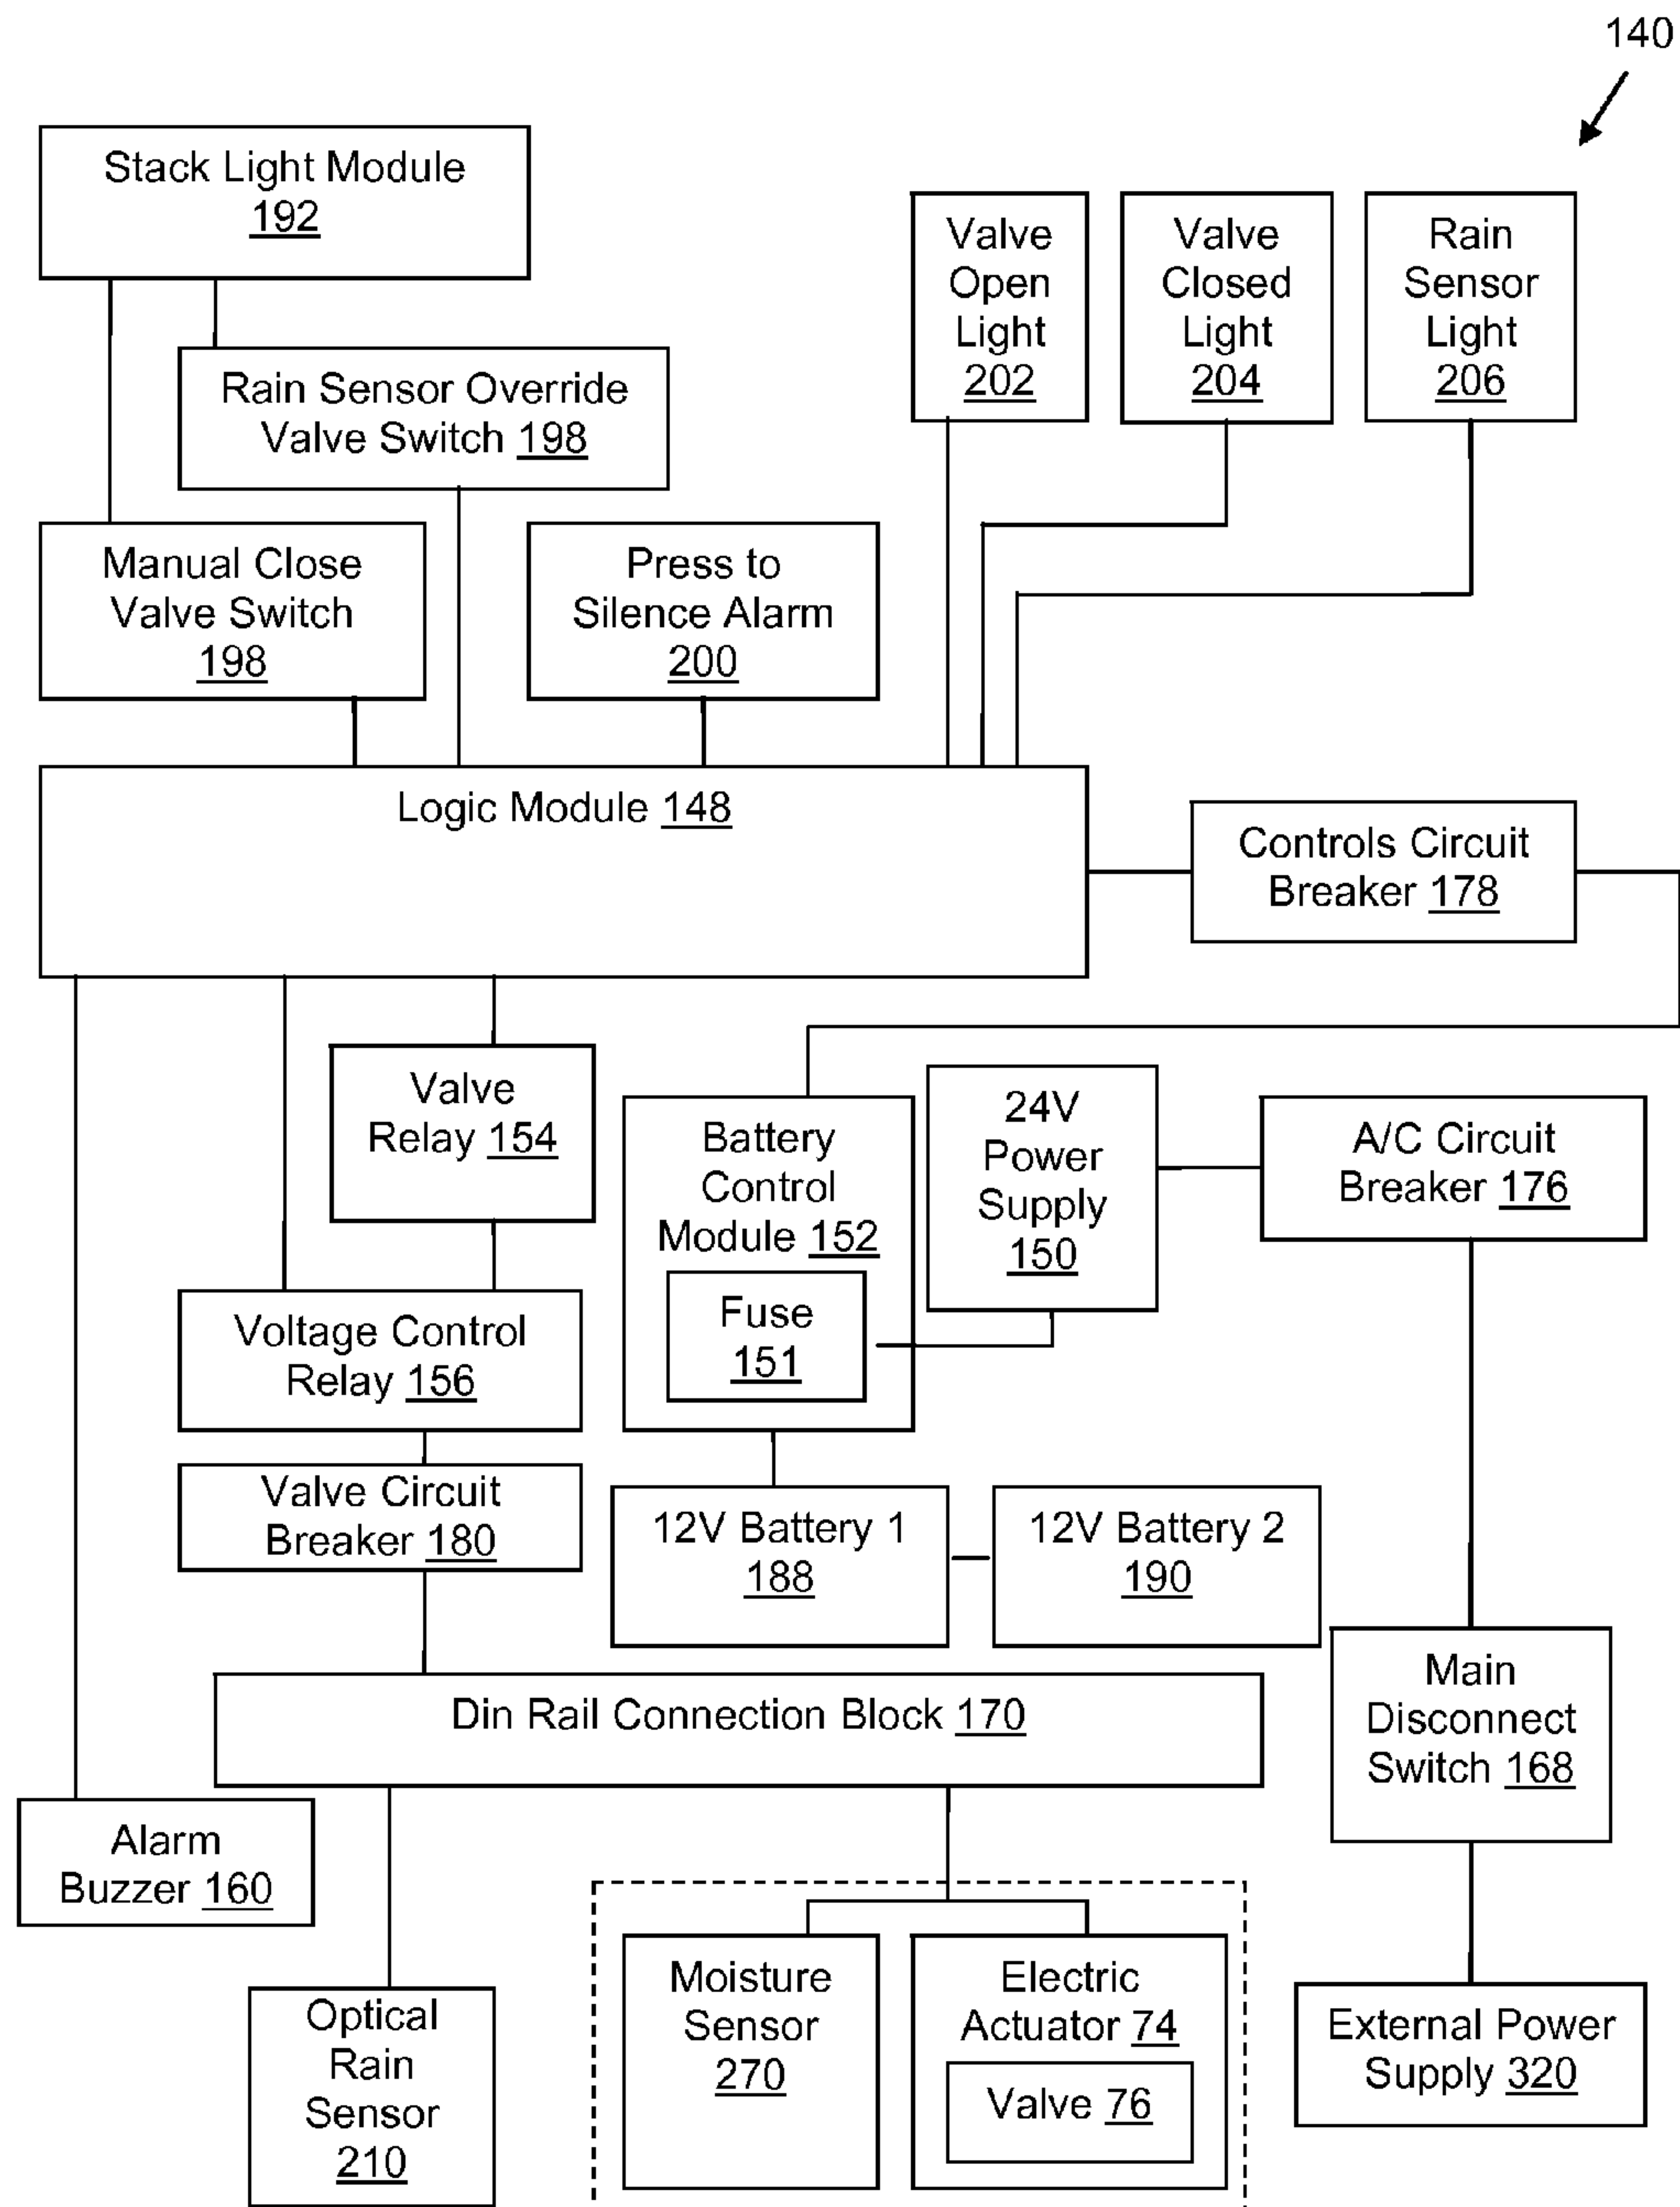 140
Stack Light Module
192
Valve
Open
Light
202
Valve
Closed
Light
204
Rain
Sensor
Light
206
Rain Sensor Override
Valve Switch 198
Manual Close
Valve Switch
198
Press to
Silence Alarm
200
Logic Module 148
Controls Circuit
Breaker 178
Valve
Relay 154
Battery
Control
Module 152
Fuse
151
24V
Power
Supply
150
A/C Circuit
Breaker 176
Voltage Control
Relay 156
Valve Circuit
Breaker 180
12V Battery 1
188
12V Battery 2
190
Main
Disconnect
Switch 168
Din Rail Connection Block 170
Alarm
Buzzer 160
Optical
Rain
Sensor
210
Moisture
Sensor
270
Electric
Actuator 74
Valve 76
External Power
Supply 320